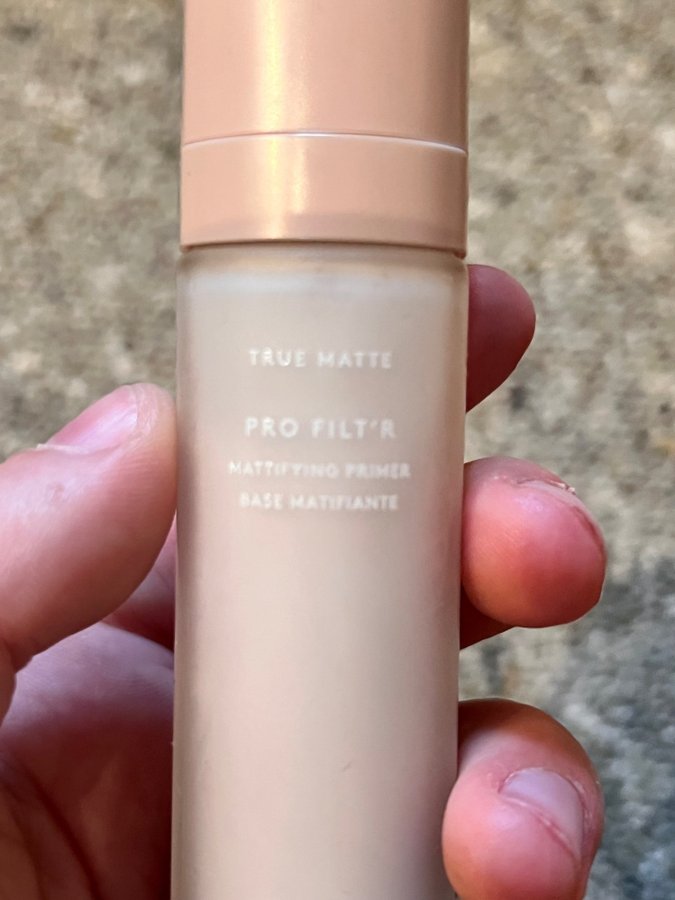 TRUE MATTE
PRO FILT'R
MATTIFYING PRIMER
BASE MATIFIANTE